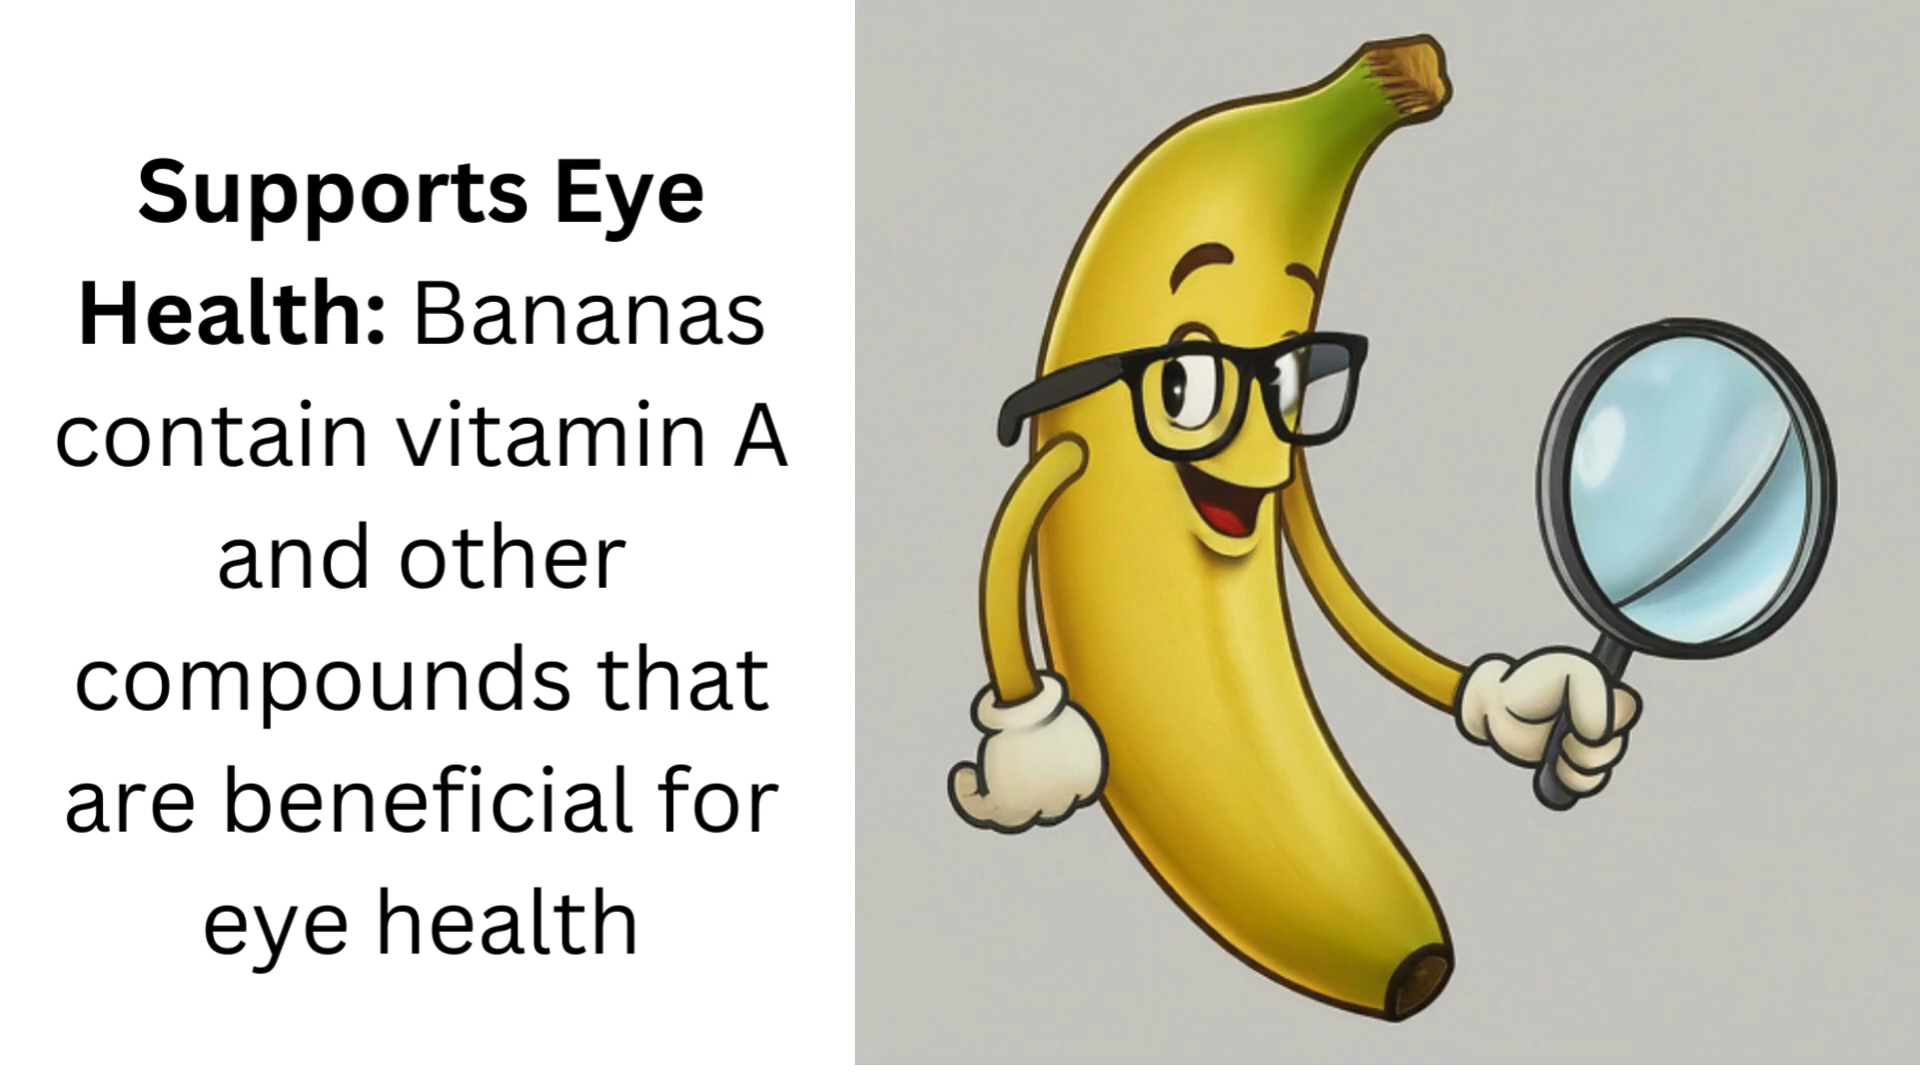 Supports Eye
Health: Bananas
contain vitamin A
and other
compounds that
are beneficial for
eye health